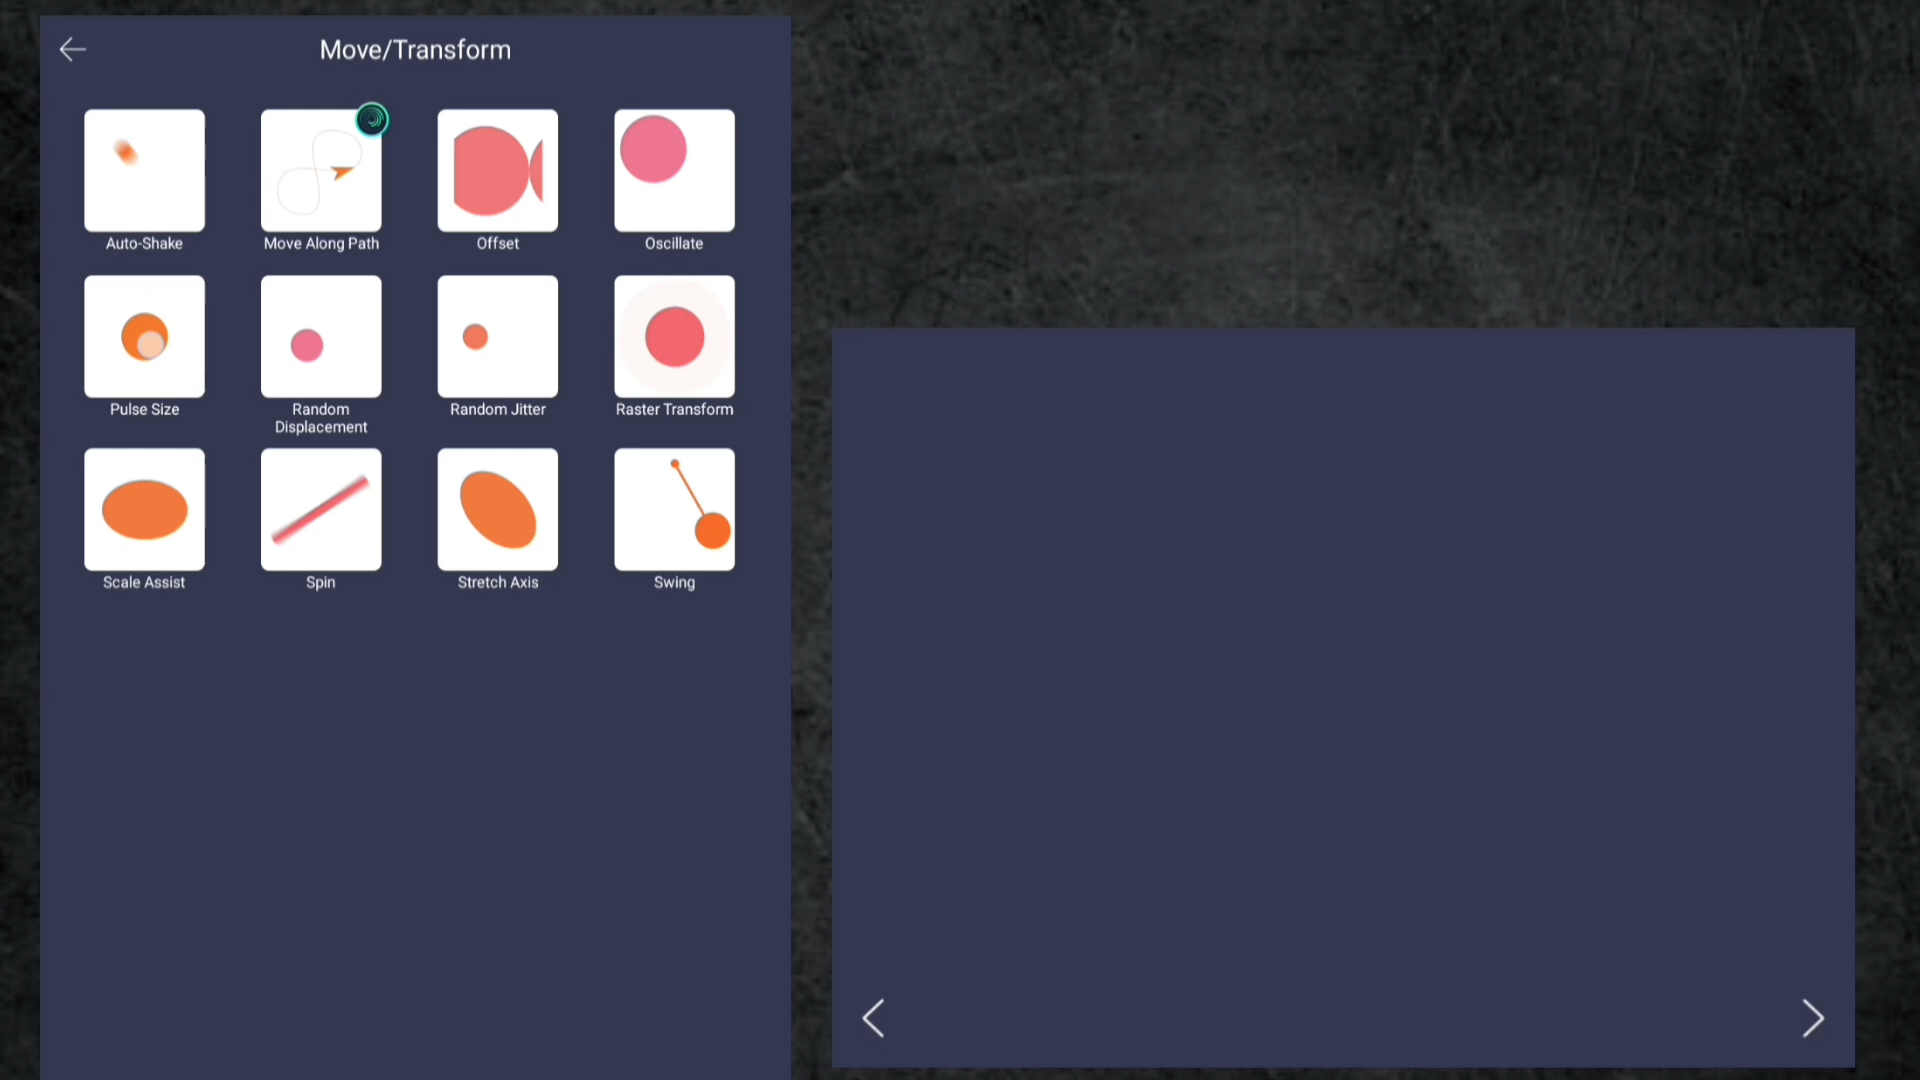 Move/Transform
Auto-Shake
Move Along Path
Offset
Oscillate
Pulse Size
Random
Displacement
Random Jitter
Raster Transform
Scale Assist
Spin
Stretch Axis
Swing